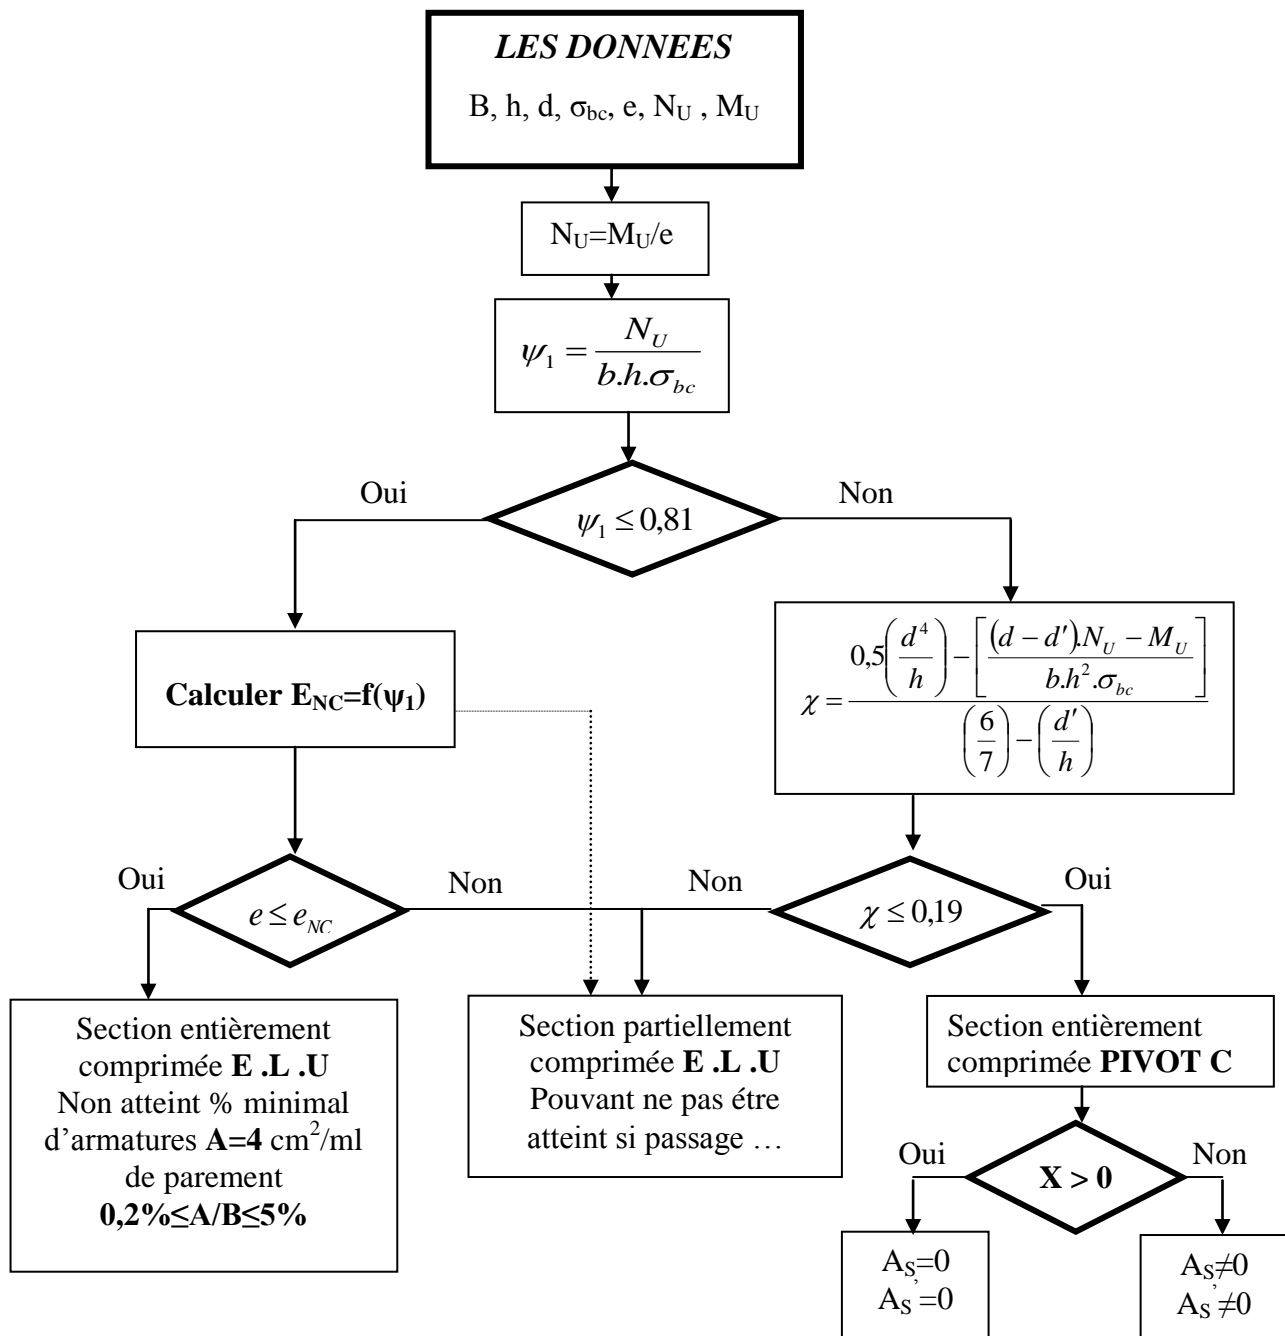 LES DONNEES
B, h, d, σbc, e, NU , MU
NU=MU/e
ψ1 = NU / b.h.σbc
Oui
Non
ψ1 ≤ 0,81
Calculer ENC=f(ψ1)
χ = (0,5(d⁴/h) − [((d − d′).NU − MU) / b.h².σbc]) / ((6/7) − (d′/h))
Oui
Non
Non
Oui
e ≤ eNC
χ ≤ 0,19
Section entièrement
comprimée E .L .U
Non atteint % minimal
d’armatures A=4 cm²/ml
de parement
0,2%≤A/B≤5%
Section partiellement
comprimée E .L .U
Pouvant ne pas étre
atteint si passage …
Section entièrement
comprimée PIVOT C
Oui
Non
X > 0
AS=0
AS’=0
AS≠0
AS’≠0